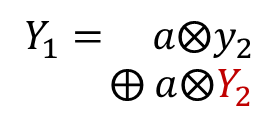 Y₁ = a⊗y₂
⊕ a⊗Y₂